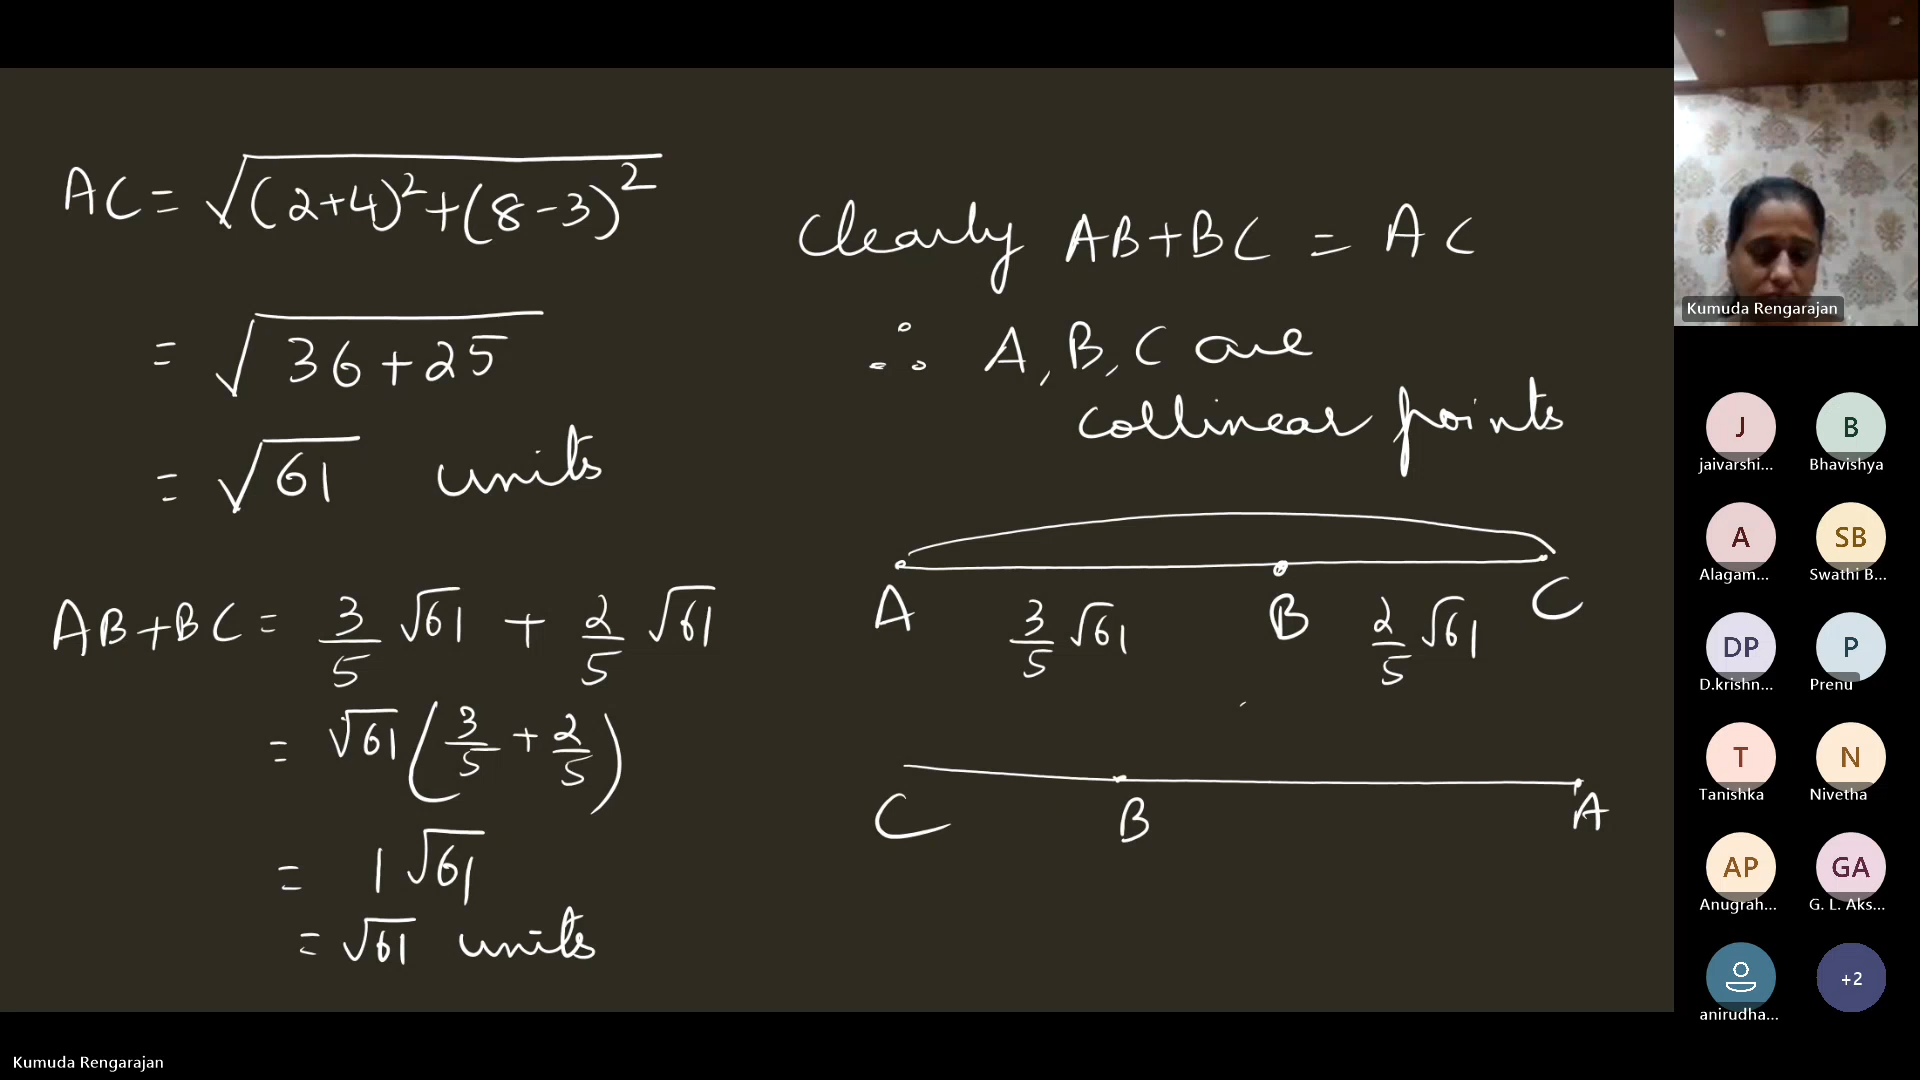 AC = √(2+4)² + (8-3)²
= √36+25
= √61 units
AB+BC = 3/5 √61 + 2/5 √61
= √61 (3/5 + 2/5)
= 1 √61
= √61 units
Clearly AB+BC = AC
∴ A, B, C are
collinear points
A 3/5 √61 B 2/5 √61 C
C B A
Kumuda Rengarajan
J B
jaivarshi... Bhavishya
A SB
Alagam... Swathi B...
DP P
D.krishn... Prenu
T N
Tanishka Nivetha
AP GA
Anugrah... G. L. Aks...
+2
anirudha...
Kumuda Rengarajan